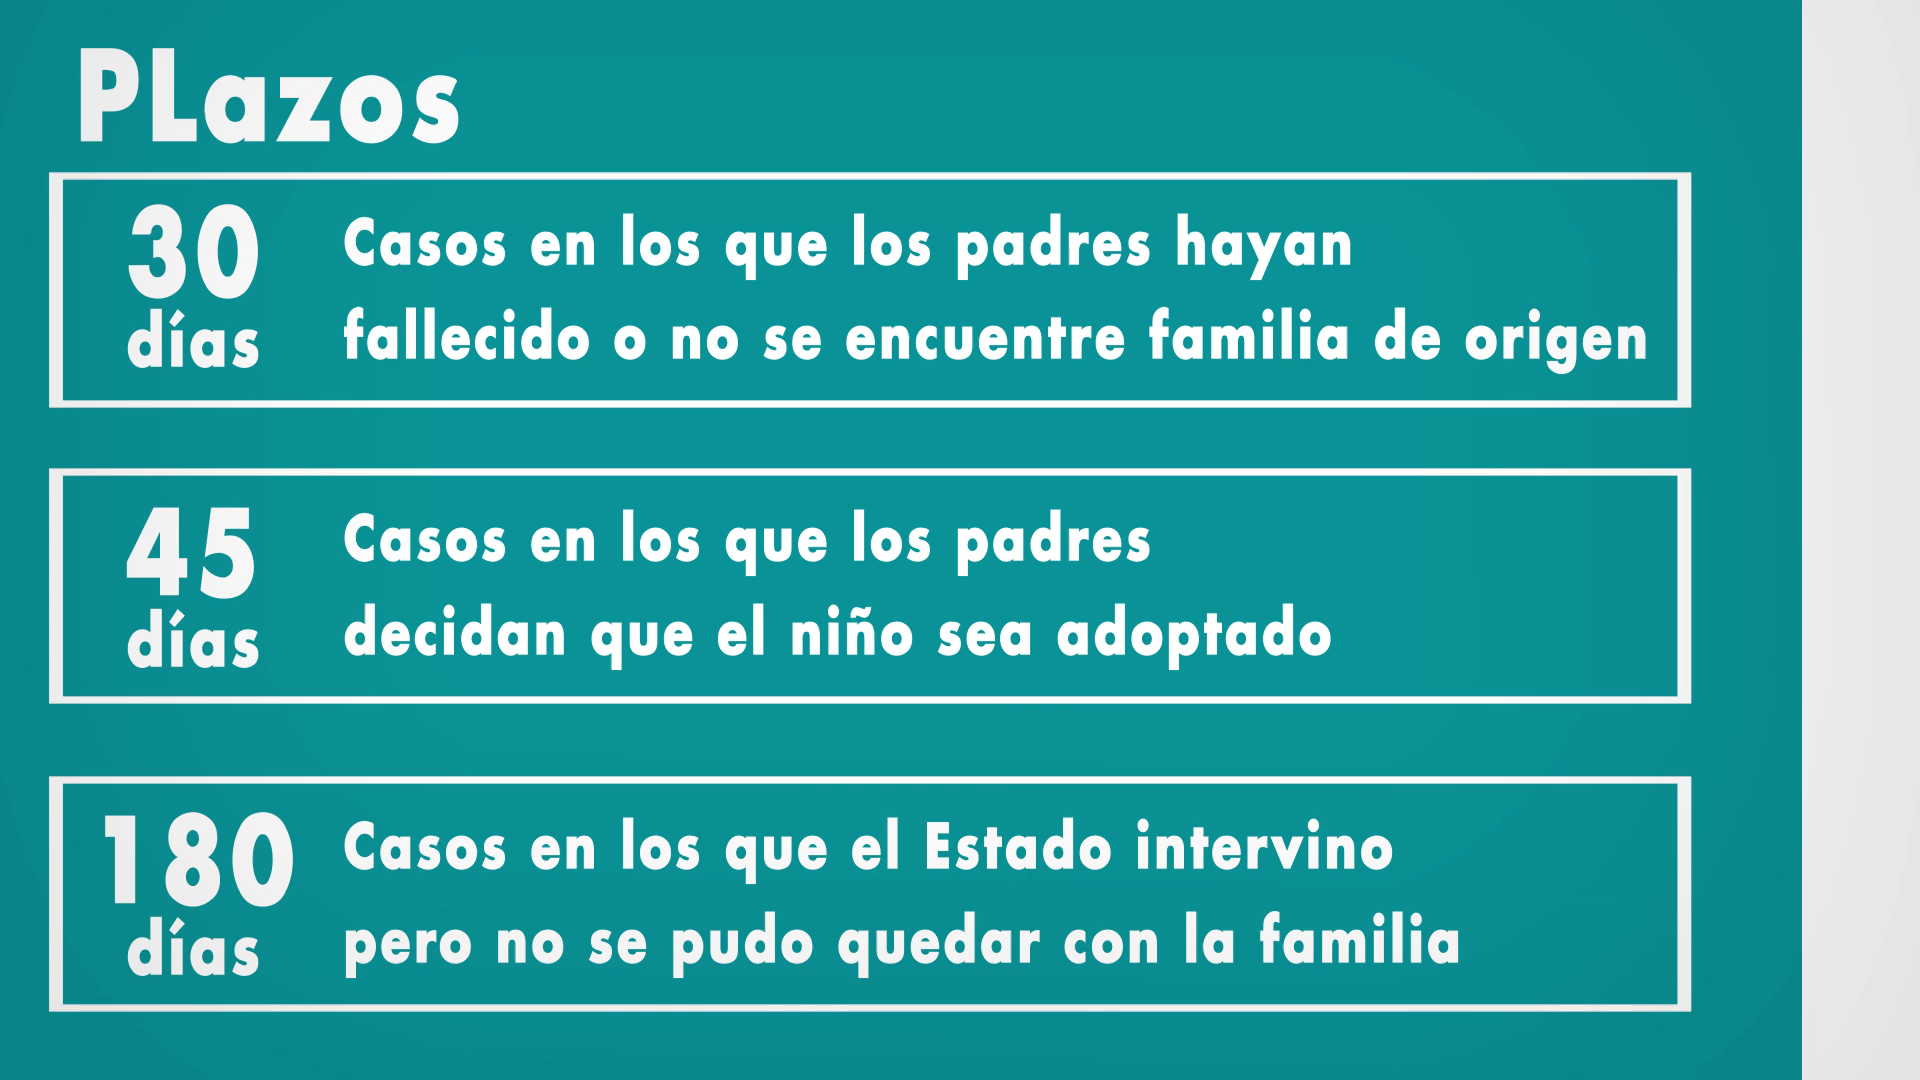 PLazos
30
días
Casos en los que los padres hayan
fallecido o no se encuentre familia de origen
45
días
Casos en los que los padres
decidan que el niño sea adoptado
180
días
Casos en los que el Estado intervino
pero no se pudo quedar con la familia